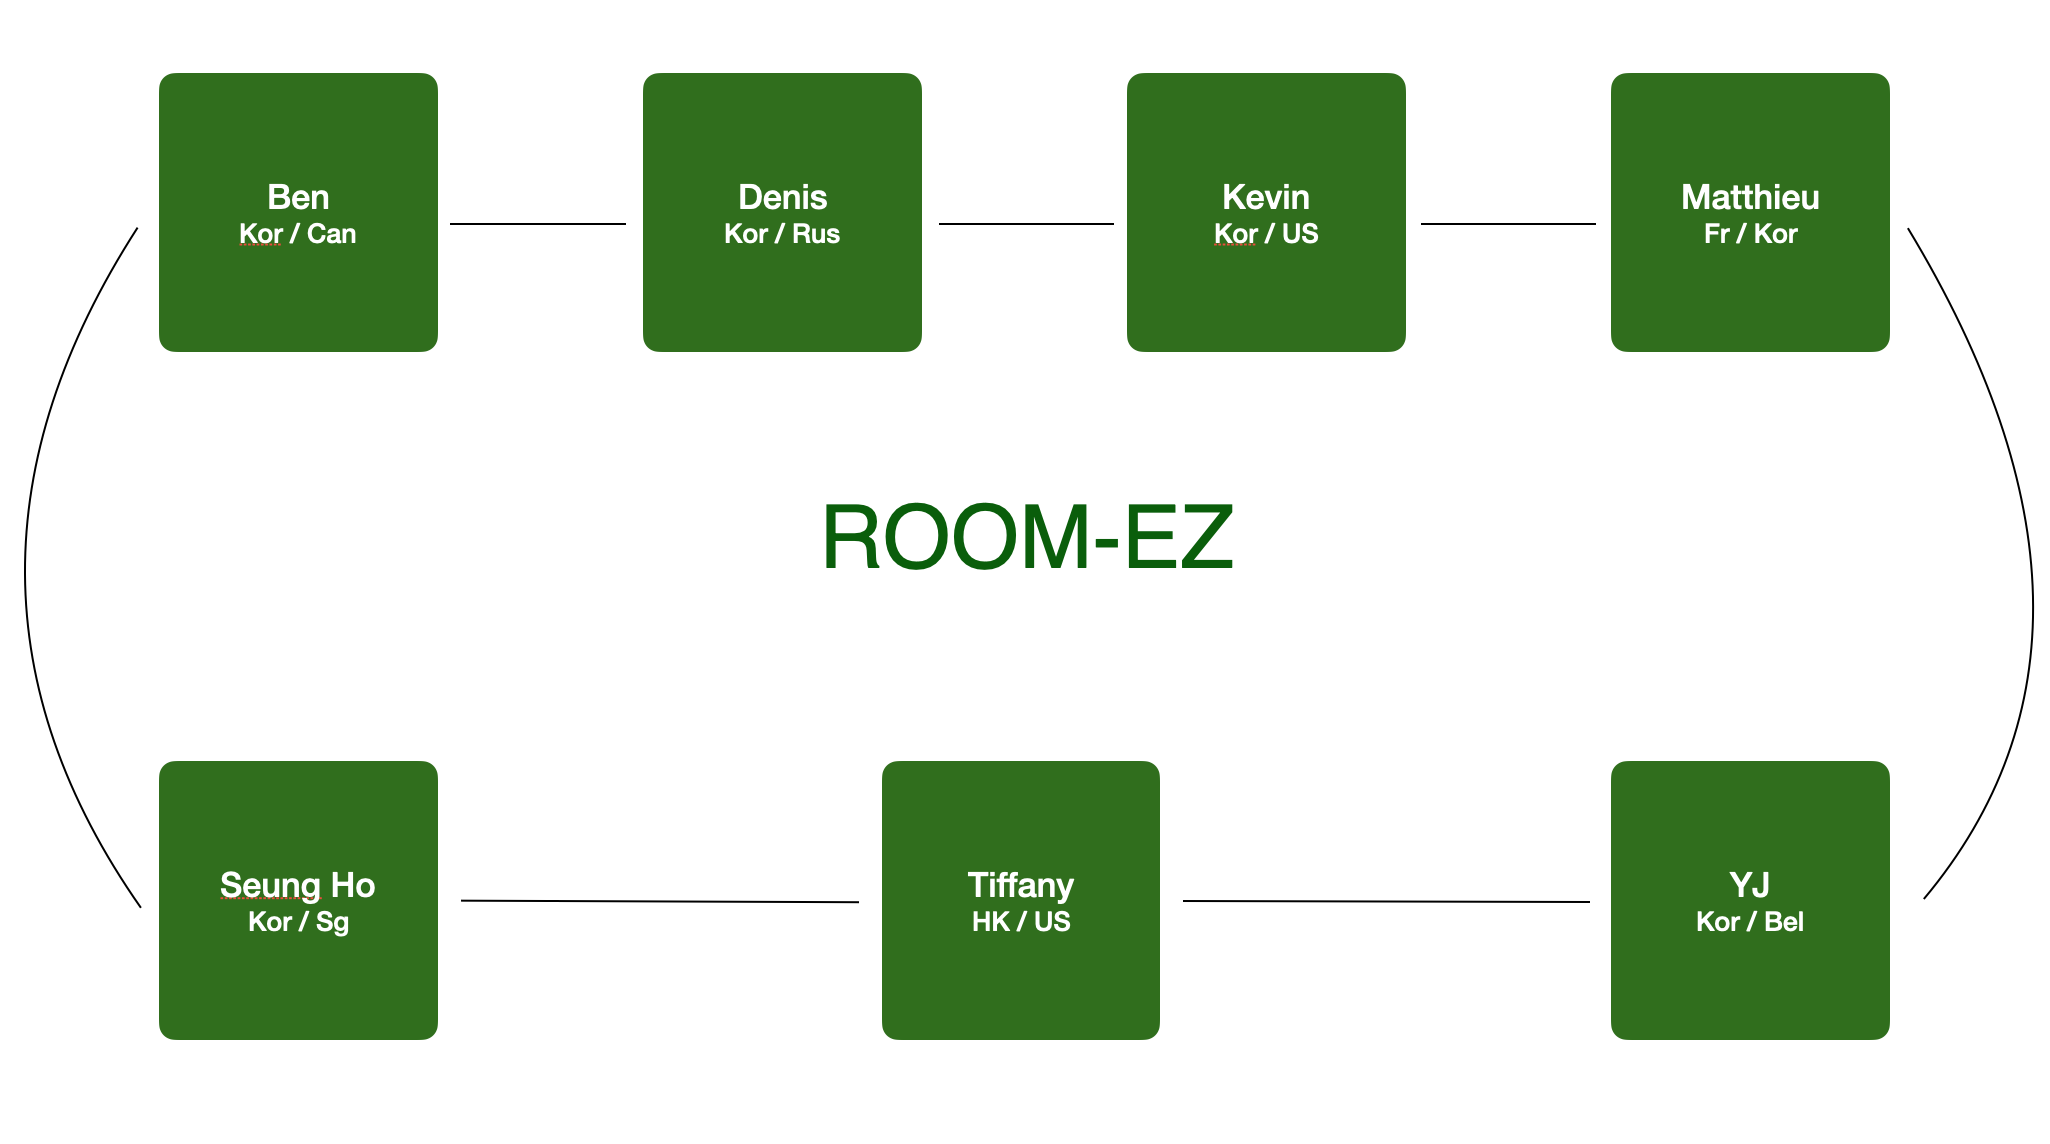 Ben
Kor / Can
Denis
Kor / Rus
Kevin
Kor / US
Matthieu
Fr / Kor
ROOM-EZ
Seung Ho
Kor / Sg
Tiffany
HK / US
YJ
Kor / Bel